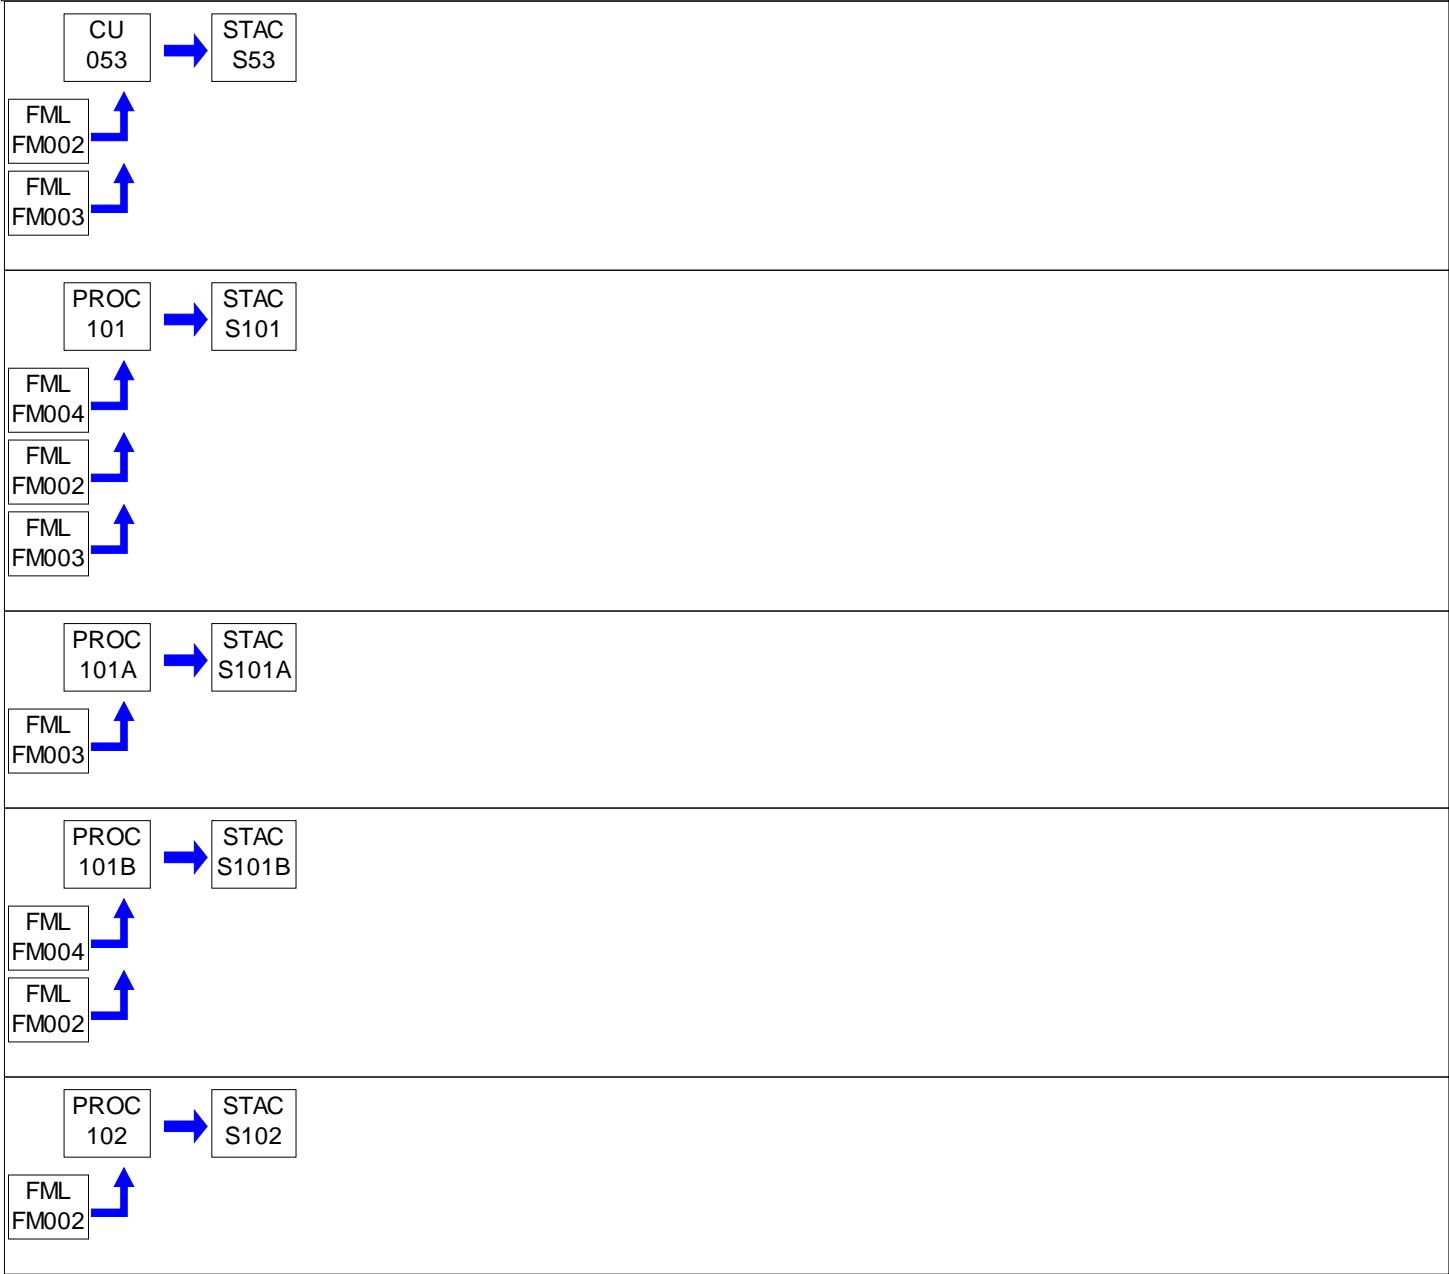 CU
053
STAC
S53
FML
FM002
FML
FM003
PROC
101
STAC
S101
FML
FM004
FML
FM002
FML
FM003
PROC
101A
STAC
S101A
FML
FM003
PROC
101B
STAC
S101B
FML
FM004
FML
FM002
PROC
102
STAC
S102
FML
FM002